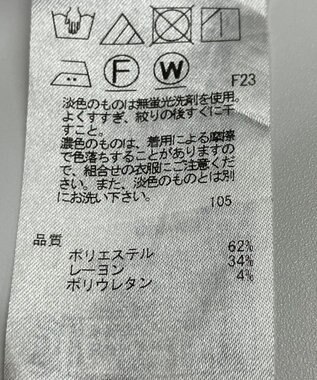 F W F23
淡色のものは無蛍光洗剤を使用。
よくすすぎ、絞りの後すぐに干
すこと。
濃色のものは、着用による摩擦
で色落ちすることがありますの
で、組合せの衣服にご注意くだ
さい。また、淡色のものとは別
にお洗い下さい。
105
品質
ポリエステル 62%
レーヨン 34%
ポリウレタン 4%